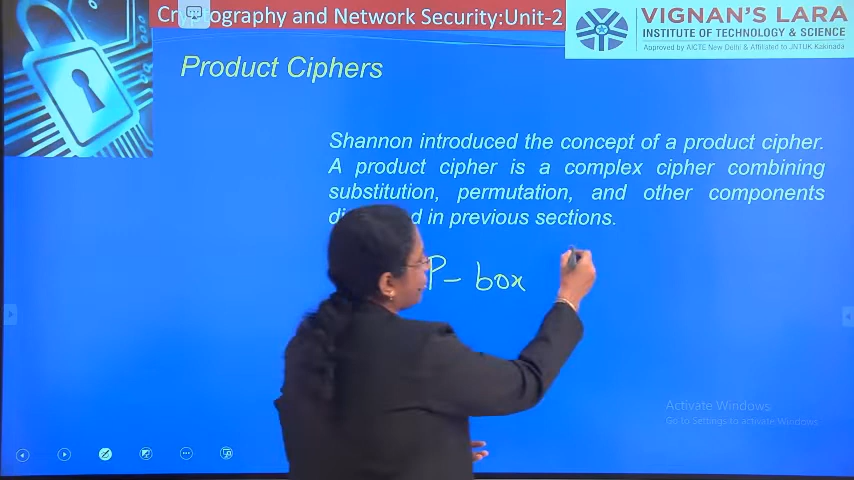 Cryptography and Network Security:Unit-2
VIGNAN'S LARA
INSTITUTE OF TECHNOLOGY & SCIENCE
Approved by AICTE New Delhi & Affiliated to JNTUK Kakinada
Product Ciphers
Shannon introduced the concept of a product cipher.
A product cipher is a complex cipher combining
substitution, permutation, and other components
in previous sections.
P - box
Activate Windows
Go to Settings to activate Windows.